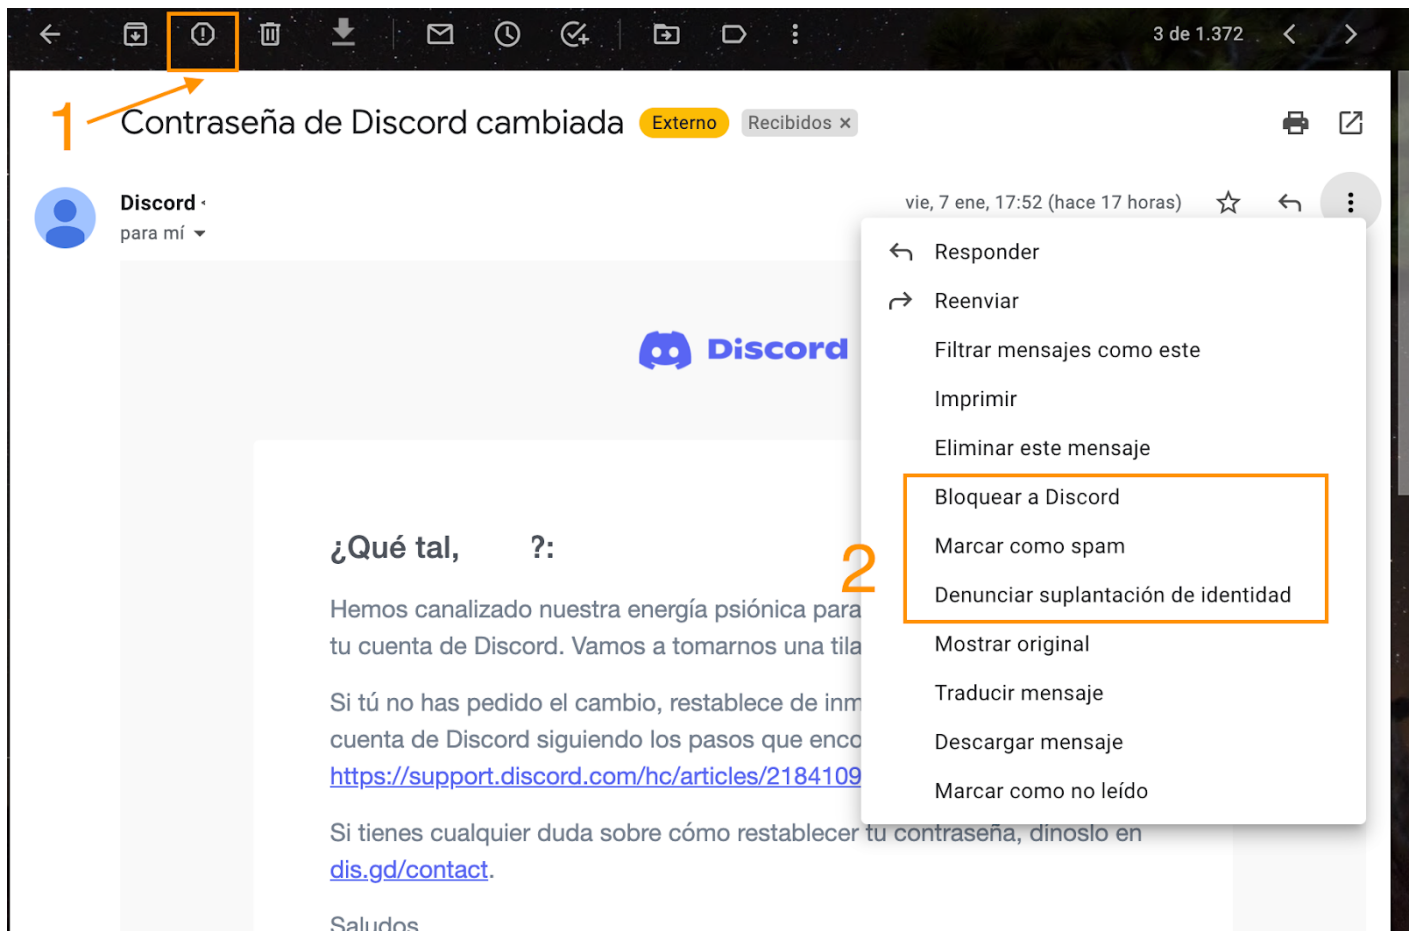 3 de 1.372
1
Contraseña de Discord cambiada Externo Recibidos ×
Discord
vie, 7 ene, 17:52 (hace 17 horas)
para mí
Responder
Reenviar
Filtrar mensajes como este
Imprimir
Eliminar este mensaje
Bloquear a Discord
Marcar como spam
Denunciar suplantación de identidad
Mostrar original
Traducir mensaje
Descargar mensaje
Marcar como no leído
2
Discord
¿Qué tal, ?:
Hemos canalizado nuestra energía psiónica para
tu cuenta de Discord. Vamos a tomarnos una tila
Si tú no has pedido el cambio, restablece de inm
cuenta de Discord siguiendo los pasos que enco
https://support.discord.com/hc/articles/2184109
Si tienes cualquier duda sobre cómo restablecer tu contraseña, dínoslo en
dis.gd/contact.
Saludos